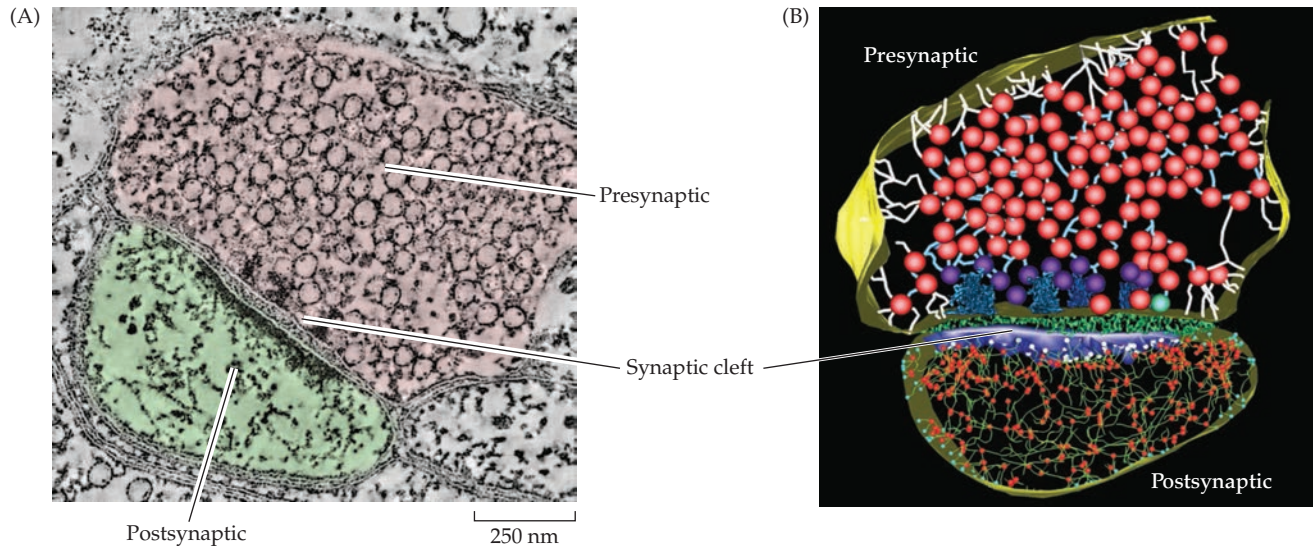 (A)
(B)
Presynaptic
Presynaptic
Synaptic cleft
Postsynaptic
Postsynaptic
250 nm